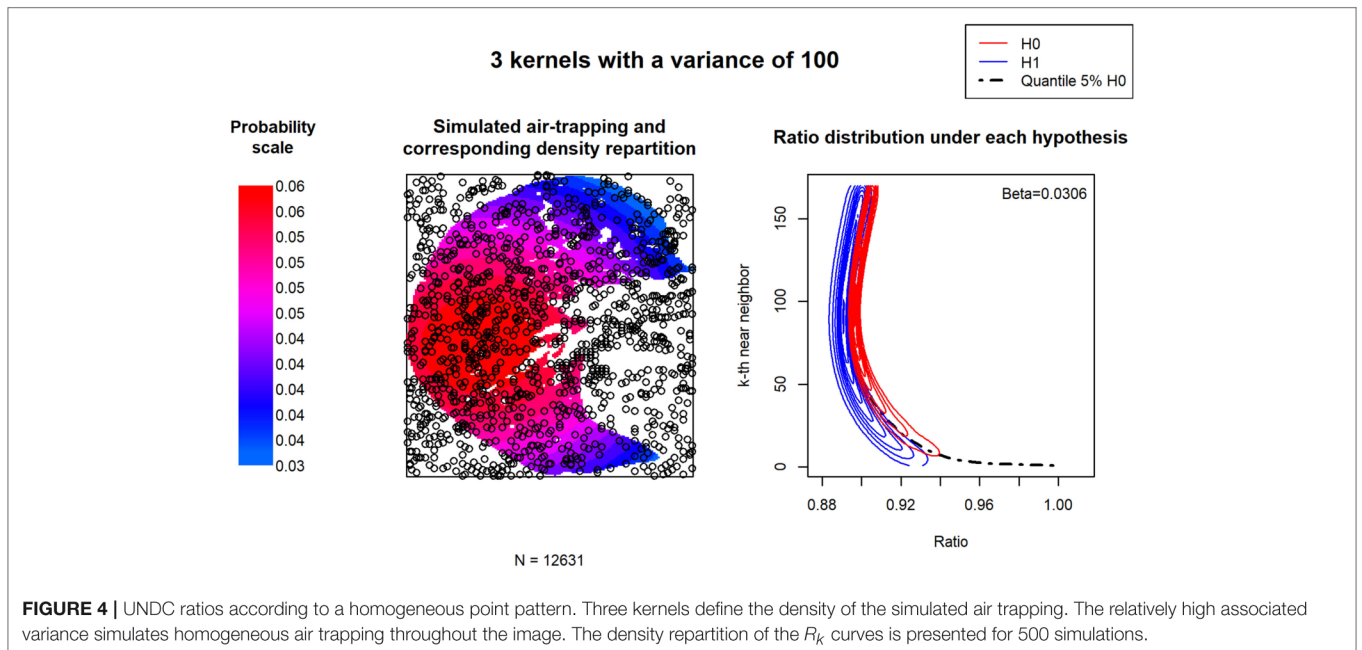 3 kernels with a variance of 100
H0
H1
Quantile 5% H0
Probability
scale
0.06
0.06
0.05
0.05
0.05
0.04
0.04
0.04
0.04
0.03
Simulated air-trapping and
corresponding density repartition
N = 12631
Ratio distribution under each hypothesis
Beta=0.0306
k-th near neighbor
150
100
50
0
0.88
0.92
0.96
1.00
Ratio
FIGURE 4 | UNDC ratios according to a homogeneous point pattern. Three kernels define the density of the simulated air trapping. The relatively high associated
variance simulates homogeneous air trapping throughout the image. The density repartition of the Rk curves is presented for 500 simulations.